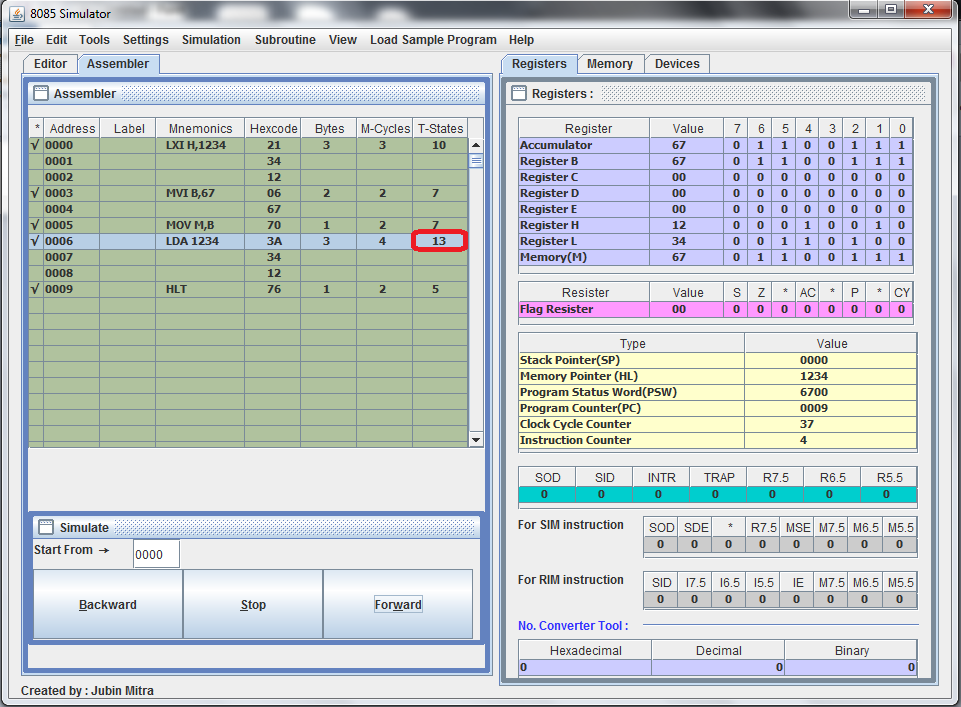 8085 Simulator
File Edit Tools Settings Simulation Subroutine View Load Sample Program Help
Editor Assembler
Assembler
* Address Label Mnemonics Hexcode Bytes M-Cycles T-States
√ 0000 LXI H,1234 21 3 3 10
0001 34
0002 12
√ 0003 MVI B,67 06 2 2 7
0004 67
√ 0005 MOV M,B 70 1 2 7
√ 0006 LDA 1234 3A 3 4 13
0007 34
0008 12
√ 0009 HLT 76 1 2 5
Simulate
Start From → 0000
Backward Stop Forward
Created by : Jubin Mitra
Registers Memory Devices
Registers :
Register Value 7 6 5 4 3 2 1 0
Accumulator 67 0 1 1 0 0 1 1 1
Register B 67 0 1 1 0 0 1 1 1
Register C 00 0 0 0 0 0 0 0 0
Register D 00 0 0 0 0 0 0 0 0
Register E 00 0 0 0 0 0 0 0 0
Register H 12 0 0 0 1 0 0 1 0
Register L 34 0 0 1 1 0 1 0 0
Memory(M) 67 0 1 1 0 0 1 1 1
Resister Value S Z * AC * P * CY
Flag Resister 00 0 0 0 0 0 0 0 0
Type Value
Stack Pointer(SP) 0000
Memory Pointer (HL) 1234
Program Status Word(PSW) 6700
Program Counter(PC) 0009
Clock Cycle Counter 37
Instruction Counter 4
SOD SID INTR TRAP R7.5 R6.5 R5.5
0 0 0 0 0 0 0
For SIM instruction
SOD SDE * R7.5 MSE M7.5 M6.5 M5.5
0 0 0 0 0 0 0 0
For RIM instruction
SID I7.5 I6.5 I5.5 IE M7.5 M6.5 M5.5
0 0 0 0 0 0 0 0
No. Converter Tool :
Hexadecimal Decimal Binary
0 0 0